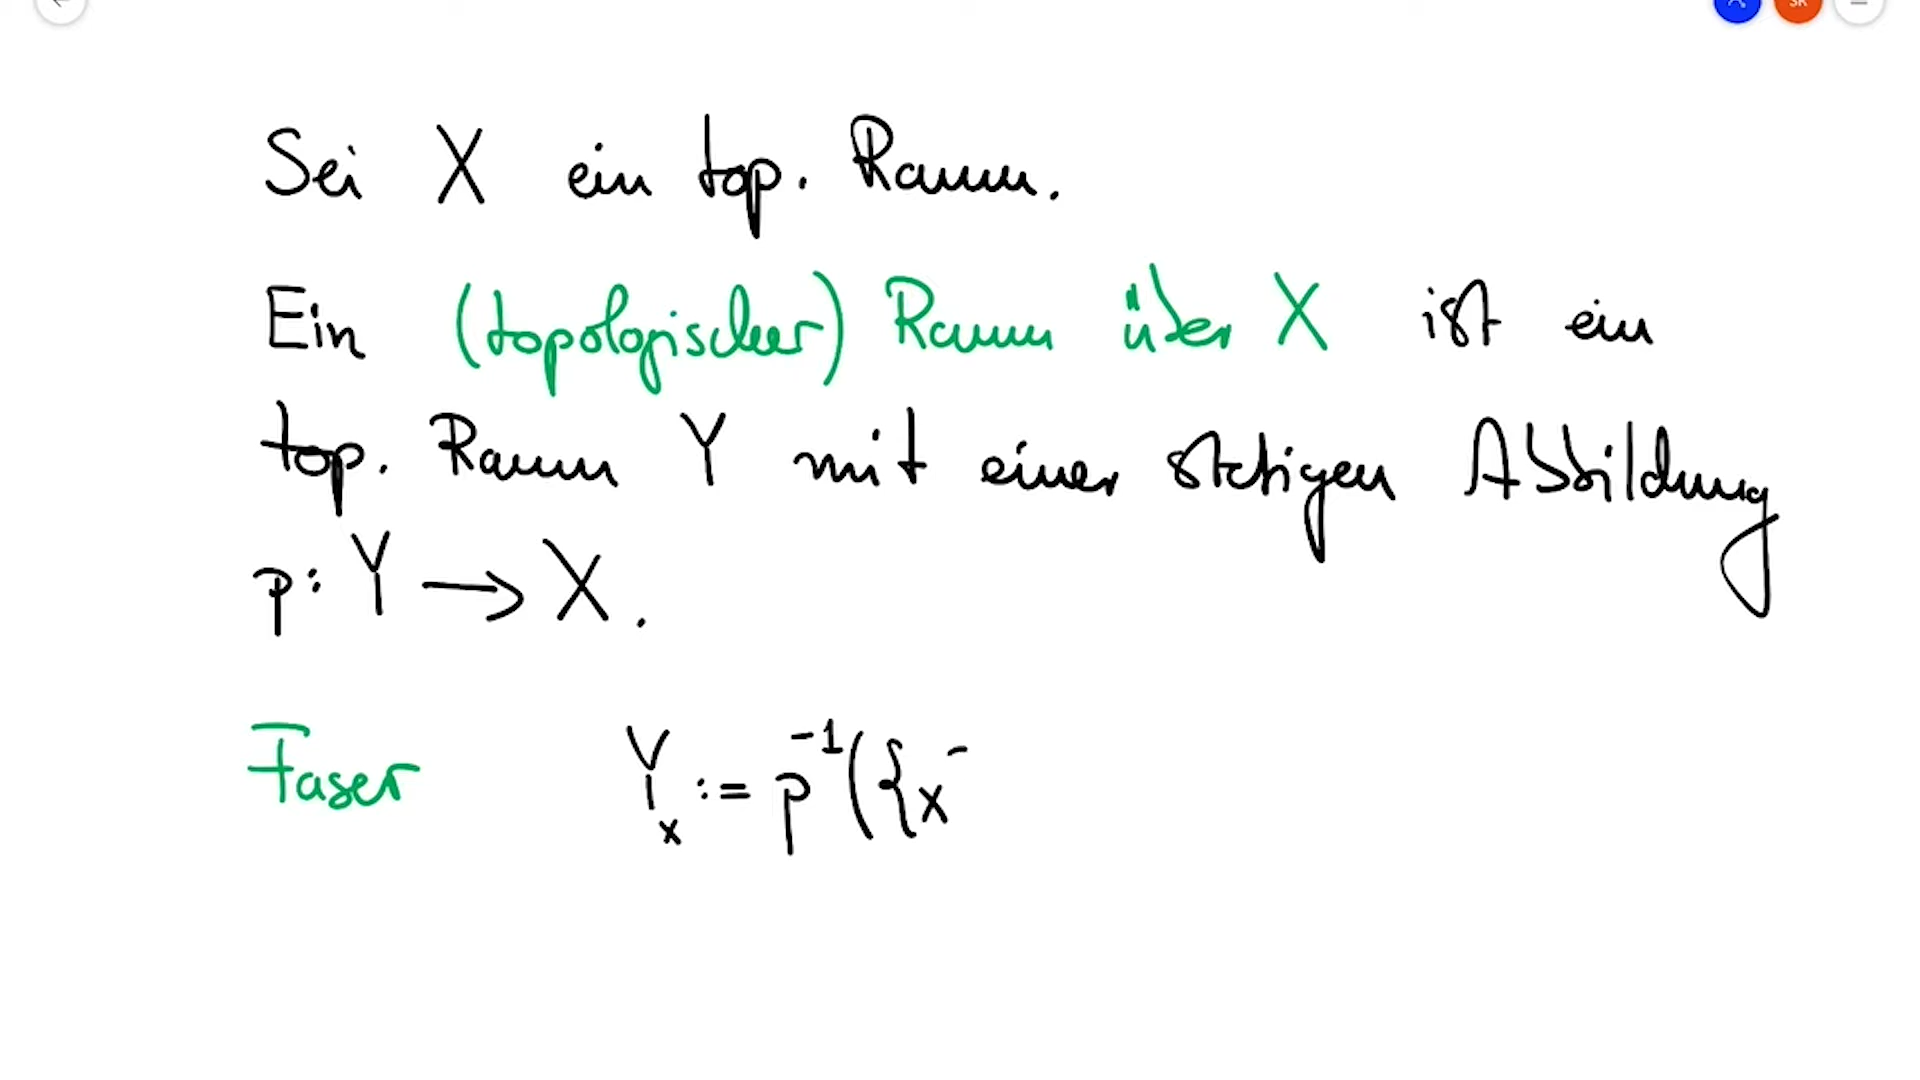 SK
Sei X ein top. Raum.
Ein (topologischer) Raum über X ist ein
top. Raum Y mit einer stetigen Abbildung
p: Y → X.
Faser Yₓ := p⁻¹({x